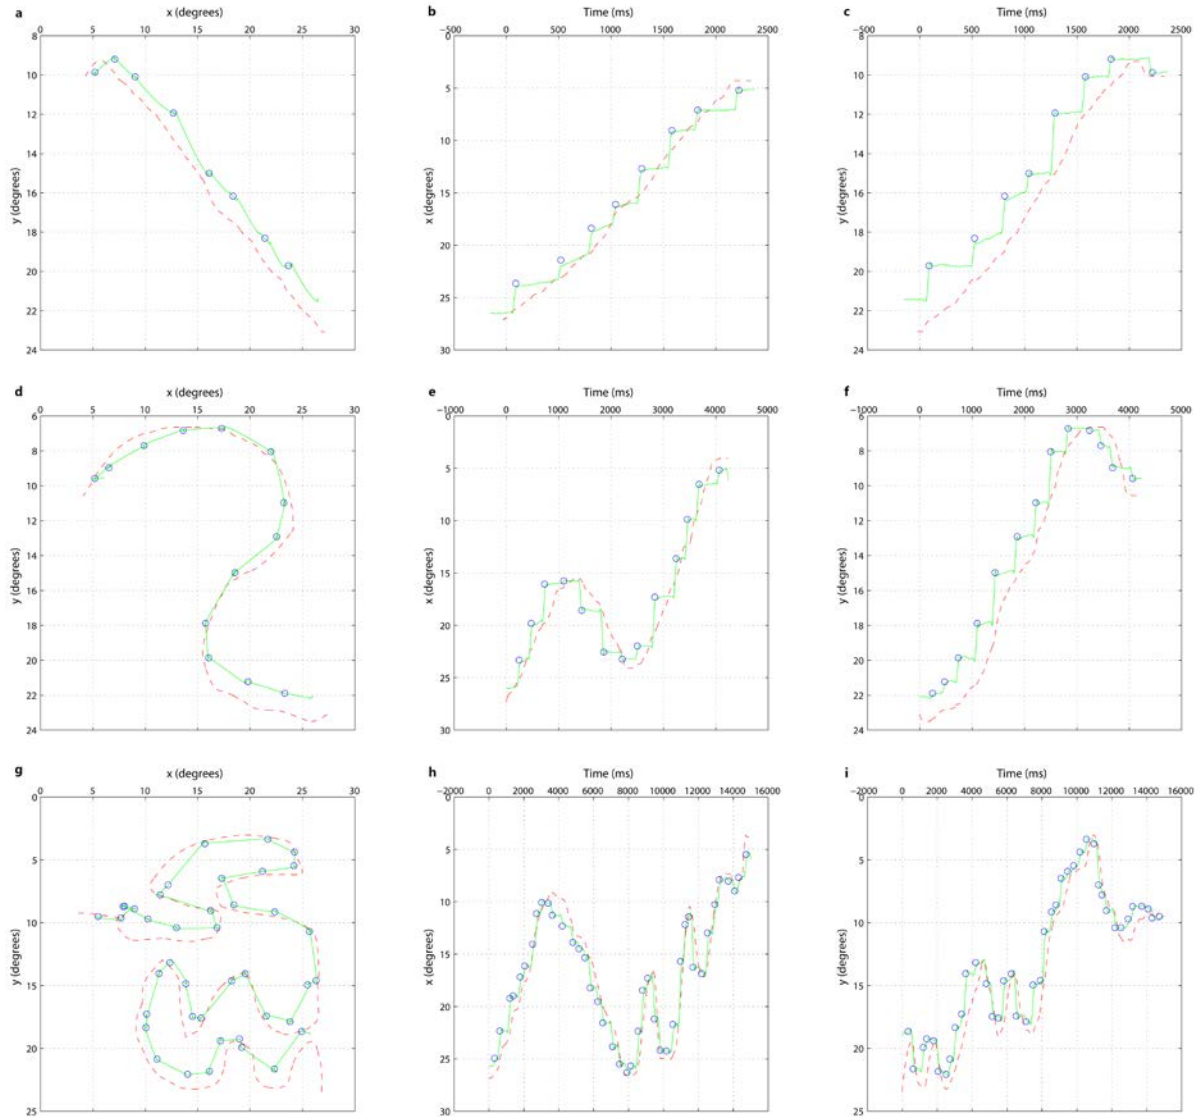 a x (degrees) b Time (ms) c Time (ms)
0 5 10 15 20 25 30 −500 0 500 1000 1500 2000 2500 −500 0 500 1000 1500 2000 2500
8 10 12 14 16 18 20 22 24
y (degrees)
0 5 10 15 20 25 30
x (degrees)
8 10 12 14 16 18 20 22 24
y (degrees)
d x (degrees) e Time (ms) f Time (ms)
0 5 10 15 20 25 30 −1000 0 1000 2000 3000 4000 5000 −1000 0 1000 2000 3000 4000 5000
6 8 10 12 14 16 18 20 22 24
y (degrees)
0 5 10 15 20 25 30
x (degrees)
6 8 10 12 14 16 18 20 22 24
y (degrees)
g x (degrees) h Time (ms) i Time (ms)
0 5 10 15 20 25 30 −2000 0 2000 4000 6000 8000 10000 12000 14000 16000 −2000 0 2000 4000 6000 8000 10000 12000 14000 16000
0 5 10 15 20 25
y (degrees)
0 5 10 15 20 25 30
x (degrees)
0 5 10 15 20 25
y (degrees)